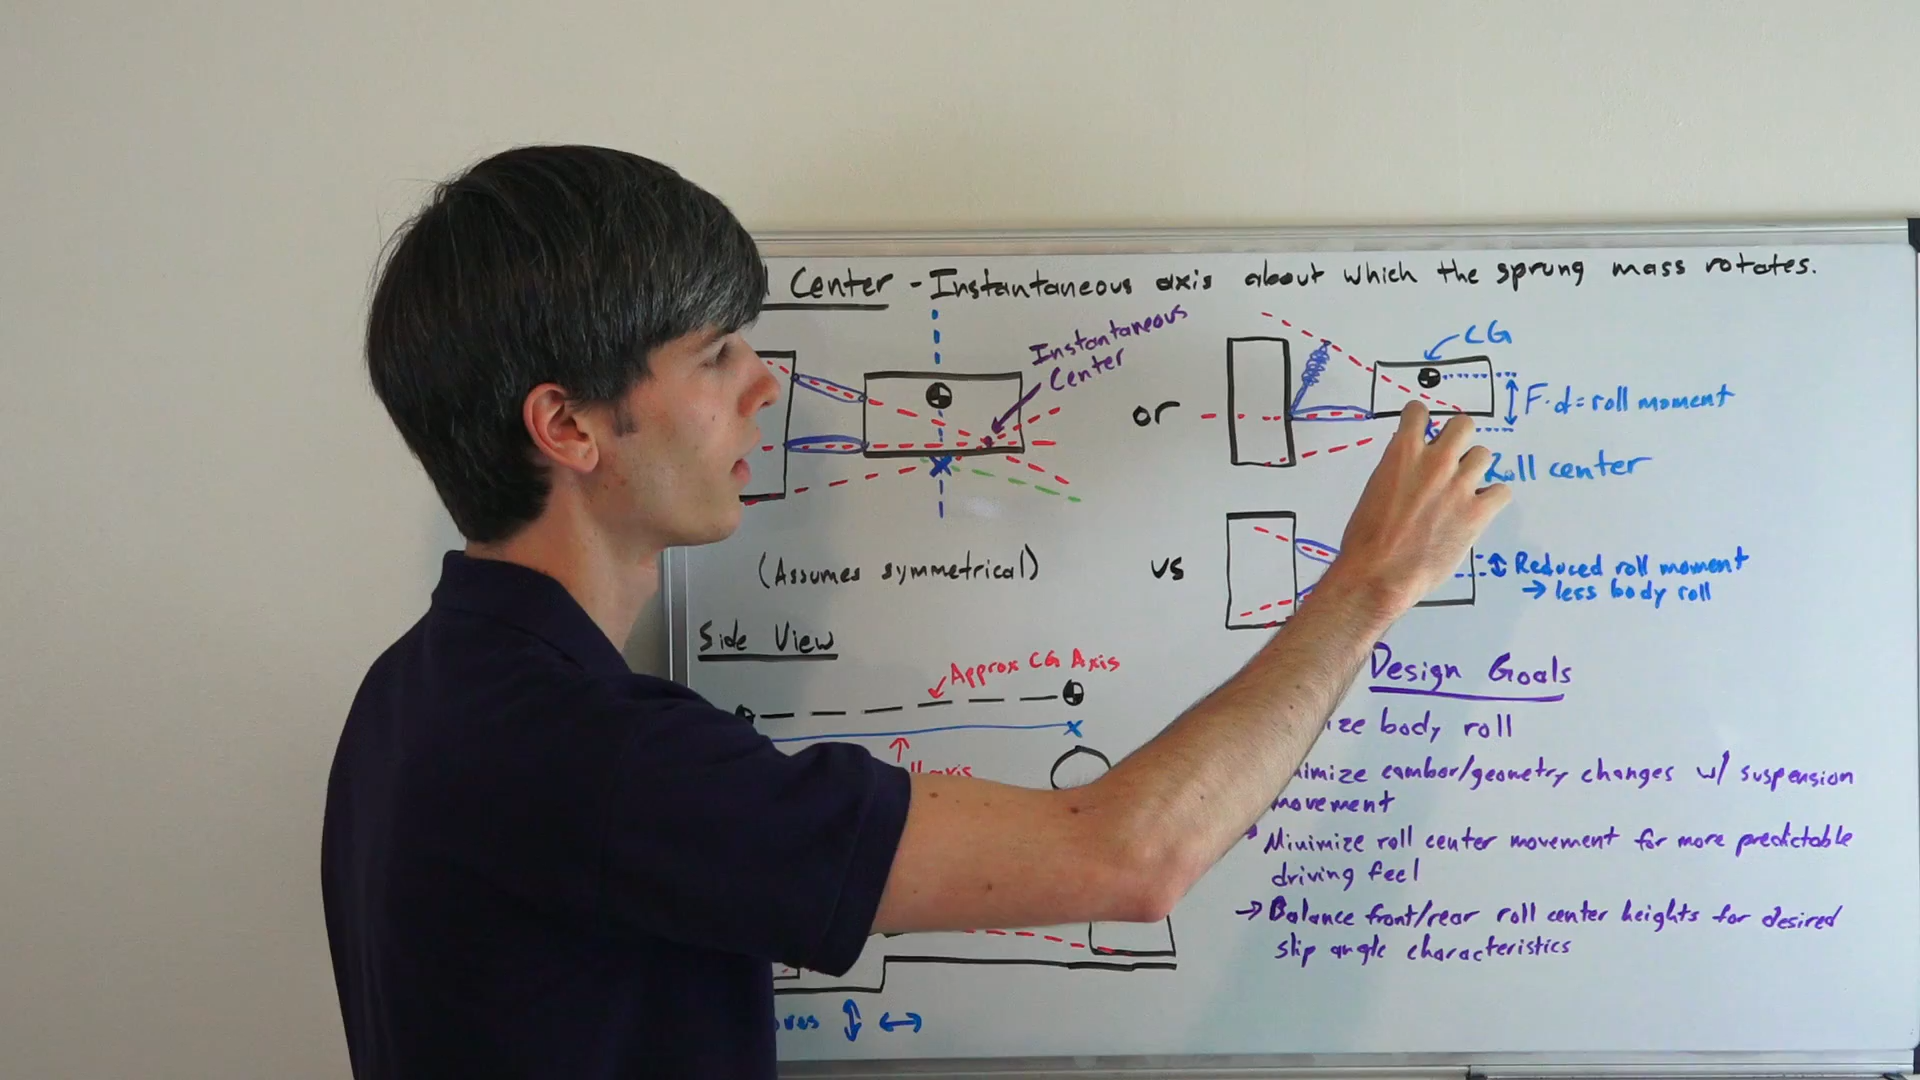 Center - Instantaneous axis about which the sprung mass rotates.
Instantaneous
Center
or
CG
F·d = roll moment
Roll center
(Assumes symmetrical)
vs
Reduced roll moment
→ less body roll
Side View
Approx CG Axis
axis
Design Goals
body roll
camber/geometry changes w/ suspension
movement
Minimize roll center movement for more predictable
driving feel
→ Balance front/rear roll center heights for desired
slip angle characteristics